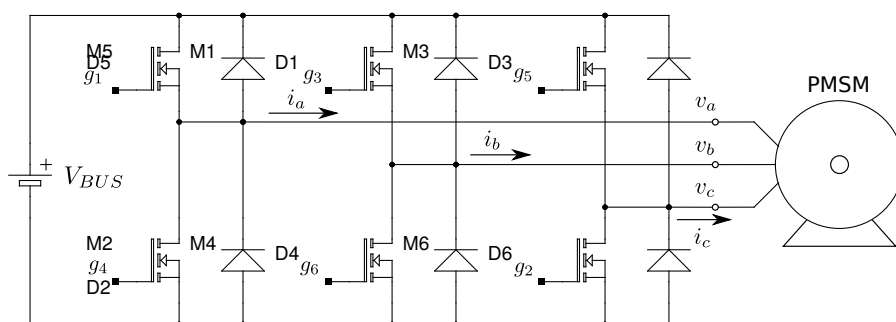 M5 M1 M3
D5 D1 D3
g1 g3 g5
ia va
PMSM
ib vb
+
VBUS
vc
ic
M2 M4 M6
D4 D6
g4 g6 g2
D2